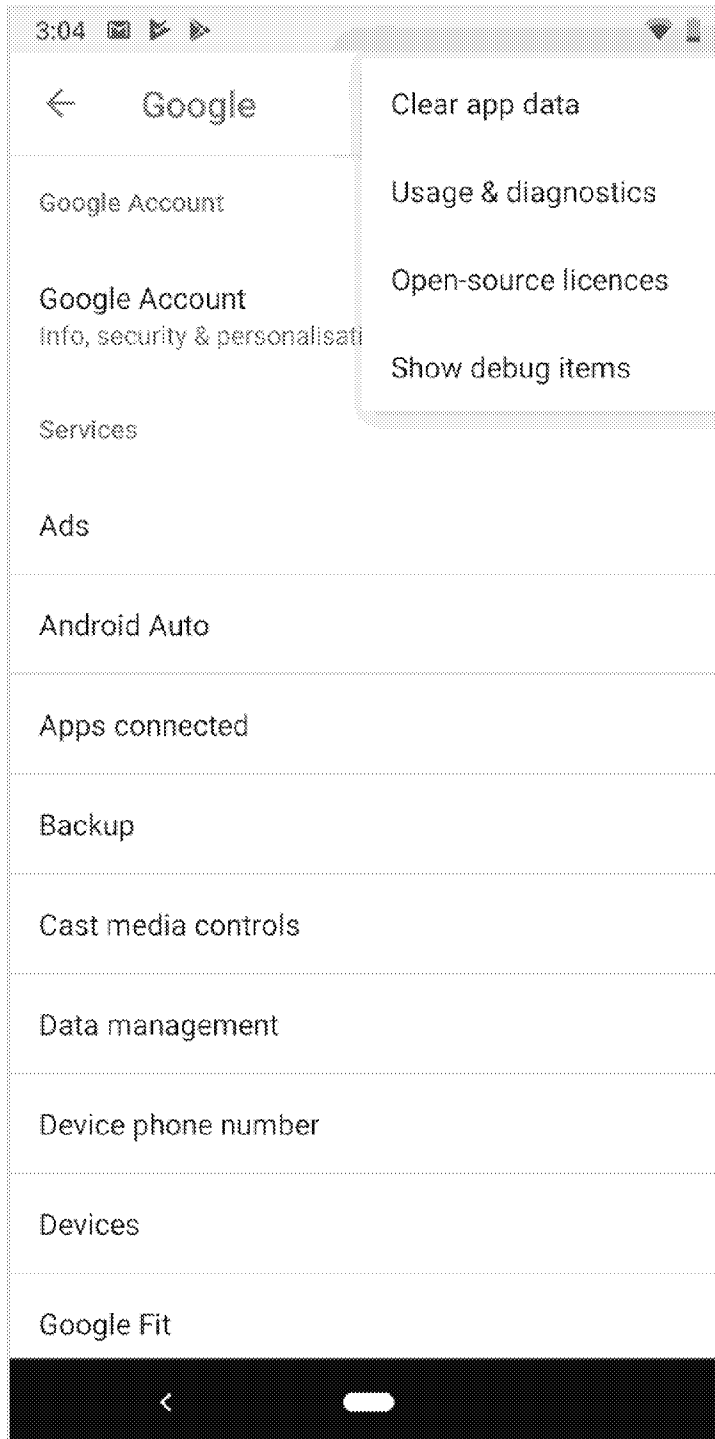 3:04
Google
Clear app data
Usage & diagnostics
Open-source licences
Show debug items
Google Account
Google Account
Info, security & personalisati
Services
Ads
Android Auto
Apps connected
Backup
Cast media controls
Data management
Device phone number
Devices
Google Fit